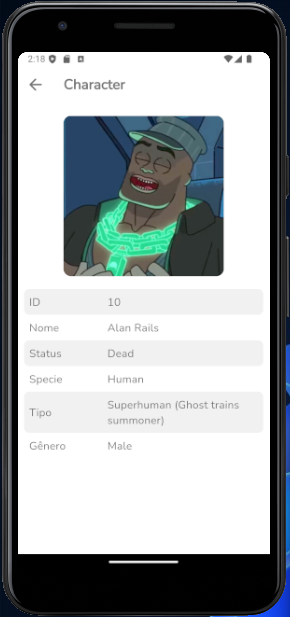 2:18
Character
ID 10
Nome Alan Rails
Status Dead
Specie Human
Tipo Superhuman (Ghost trains
summoner)
Gênero Male